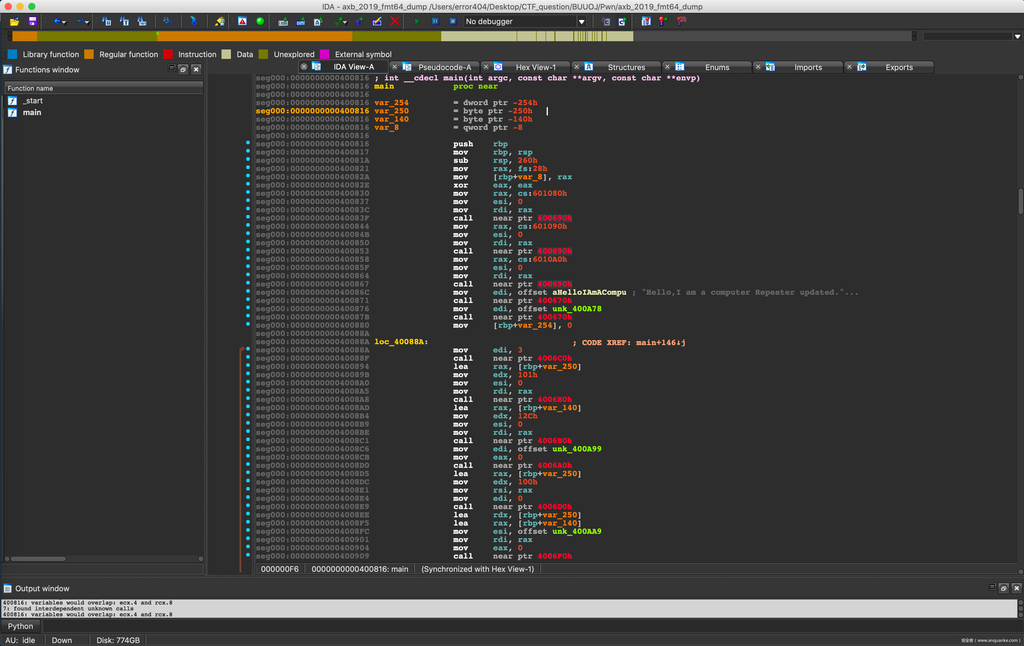 IDA - axb_2019_fmt64_dump /Users/error404/Desktop/CTF_question/BUUOJ/Pwn/axb_2019_fmt64_dump
No debugger
Library function Regular function Instruction Data Unexplored External symbol
Functions window
Function name
_start
main
IDA View-A Pseudocode-A Hex View-1 Structures Enums Imports Exports
seg000:0000000000400816 ; int __cdecl main(int argc, const char **argv, const char **envp)
seg000:0000000000400816 main proc near
seg000:0000000000400816
seg000:0000000000400816 var_254 = dword ptr -254h
seg000:0000000000400816 var_250 = byte ptr -250h
seg000:0000000000400816 var_140 = byte ptr -140h
seg000:0000000000400816 var_8 = qword ptr -8
seg000:0000000000400816
seg000:0000000000400816 push rbp
seg000:0000000000400817 mov rbp, rsp
seg000:000000000040081A sub rsp, 260h
seg000:0000000000400821 mov rax, fs:28h
seg000:000000000040082A mov [rbp+var_8], rax
seg000:000000000040082E xor eax, eax
seg000:0000000000400830 mov rax, cs:601080h
seg000:0000000000400837 mov esi, 0
seg000:000000000040083C mov rdi, rax
seg000:000000000040083F call near ptr 400690h
seg000:0000000000400844 mov rax, cs:601090h
seg000:000000000040084B mov esi, 0
seg000:0000000000400850 mov rdi, rax
seg000:0000000000400853 call near ptr 400690h
seg000:0000000000400858 mov rax, cs:6010A0h
seg000:000000000040085F mov esi, 0
seg000:0000000000400864 mov rdi, rax
seg000:0000000000400867 call near ptr 400690h
seg000:000000000040086C mov edi, offset aHelloIAmACompu ; "Hello,I am a computer Repeater updated."...
seg000:0000000000400871 call near ptr 400670h
seg000:0000000000400876 mov edi, offset unk_400A78
seg000:000000000040087B call near ptr 400670h
seg000:0000000000400880 mov [rbp+var_254], 0
seg000:000000000040088A
seg000:000000000040088A loc_40088A: ; CODE XREF: main+146↓j
seg000:000000000040088A mov edi, 3
seg000:000000000040088F call near ptr 4006C0h
seg000:0000000000400894 lea rax, [rbp+var_250]
seg000:000000000040089B mov edx, 101h
seg000:00000000004008A0 mov esi, 0
seg000:00000000004008A5 mov rdi, rax
seg000:00000000004008A8 call near ptr 4006B0h
seg000:00000000004008AD lea rax, [rbp+var_140]
seg000:00000000004008B4 mov edx, 12Ch
seg000:00000000004008B9 mov esi, 0
seg000:00000000004008BE mov rdi, rax
seg000:00000000004008C1 call near ptr 4006B0h
seg000:00000000004008C6 mov edi, offset unk_400A99
seg000:00000000004008CB mov eax, 0
seg000:00000000004008D0 call near ptr 4006A0h
seg000:00000000004008D5 lea rax, [rbp+var_250]
seg000:00000000004008DC mov edx, 100h
seg000:00000000004008E1 mov rsi, rax
seg000:00000000004008E4 mov edi, 0
seg000:00000000004008E9 call near ptr 4006D0h
seg000:00000000004008EE lea rdx, [rbp+var_250]
seg000:00000000004008F5 lea rax, [rbp+var_140]
seg000:00000000004008FC mov esi, offset unk_400AA9
seg000:0000000000400901 mov rdi, rax
seg000:0000000000400904 mov eax, 0
seg000:0000000000400909 call near ptr 4006F0h
000000F6 0000000000400816: main (Synchronized with Hex View-1)
Output window
400816: variables would overlap: ecx.4 and rcx.8
7: found interdependent unknown calls
400816: variables would overlap: ecx.4 and rcx.8
Python
AU: idle Down Disk: 774GB
安全客 ( www.anquanke.com )